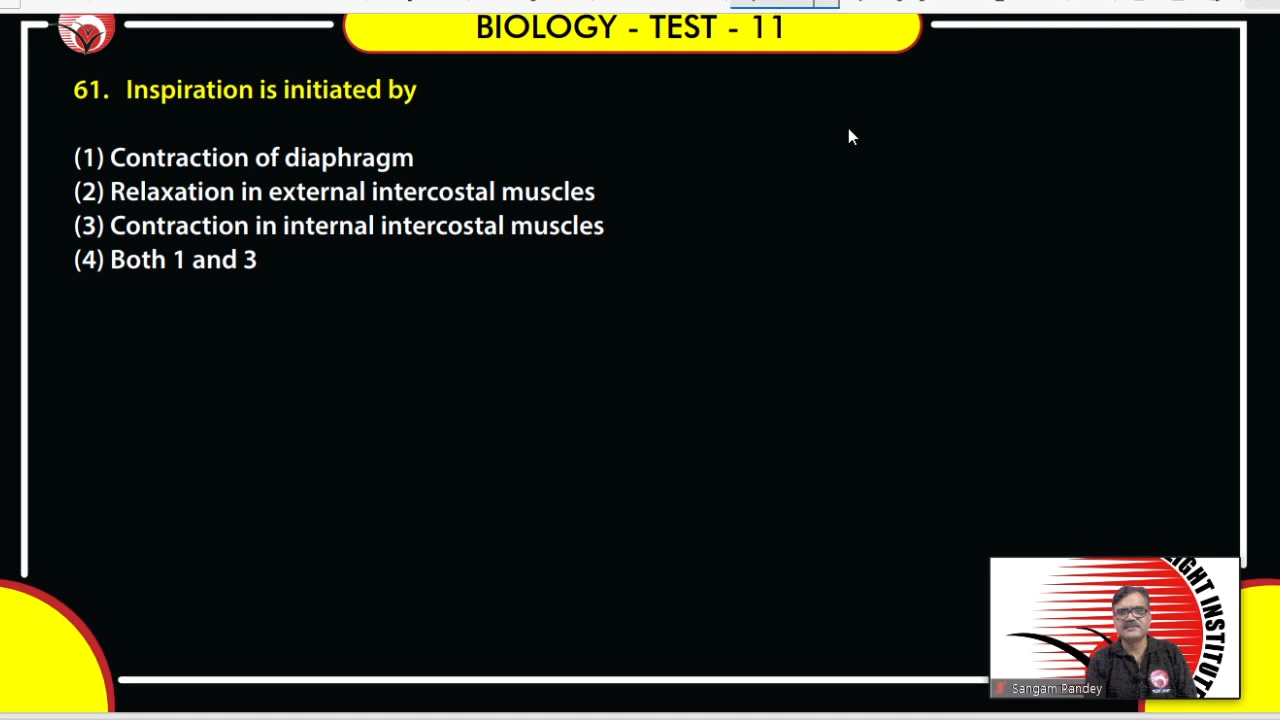 BIOLOGY - TEST - 11
61. Inspiration is initiated by
(1) Contraction of diaphragm
(2) Relaxation in external intercostal muscles
(3) Contraction in internal intercostal muscles
(4) Both 1 and 3
Sangam Pandey